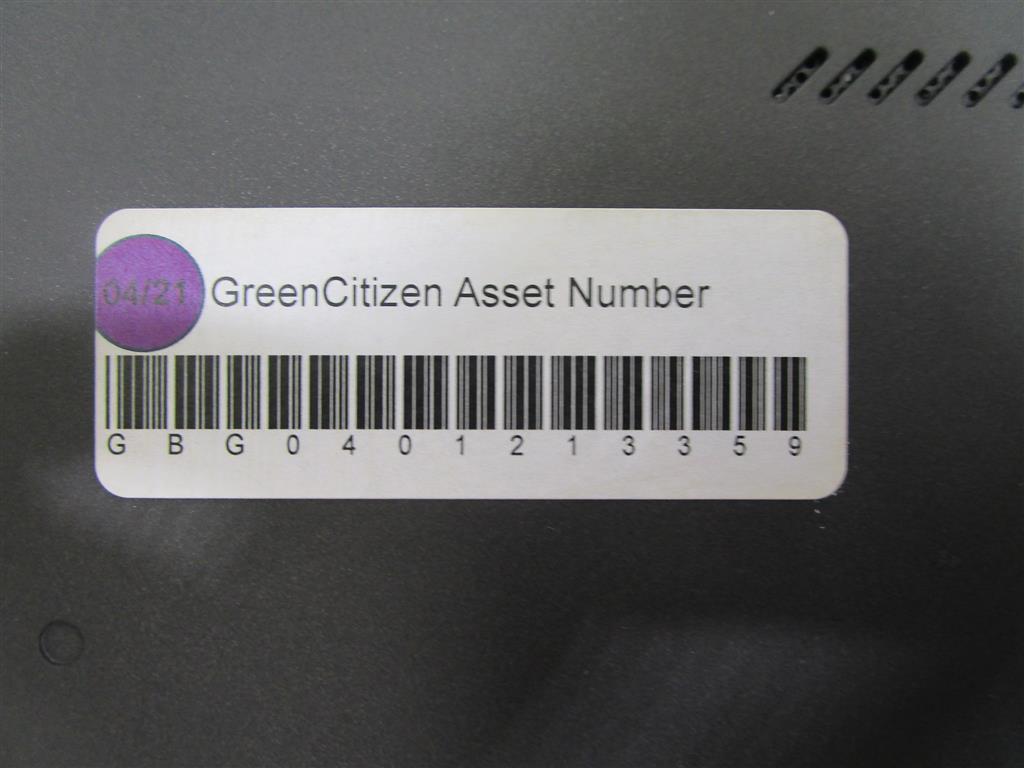 04/21 GreenCitizen Asset Number
G B G 0 4 0 1 2 1 3 3 5 9